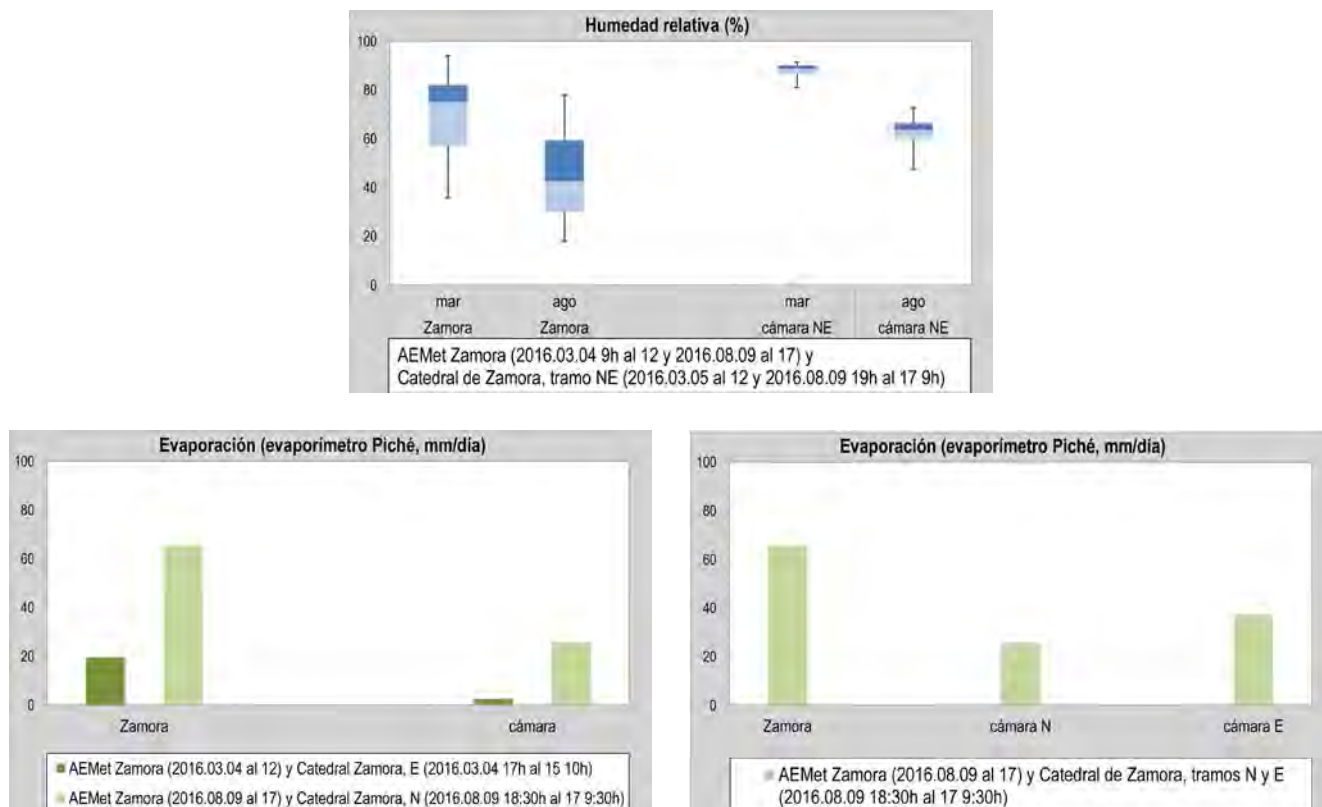 Humedad relativa (%)
100
80
60
40
20
0
mar ago mar ago
Zamora Zamora cámara NE cámara NE
AEMet Zamora (2016.03.04 9h al 12 y 2016.08.09 al 17) y
Catedral de Zamora, tramo NE (2016.03.05 al 12 y 2016.08.09 19h al 17 9h)
Evaporación (evaporímetro Piché, mm/día)
100
80
60
40
20
0
Zamora cámara
AEMet Zamora (2016.03.04 al 12) y Catedral Zamora, E (2016.03.04 17h al 15 10h)
AEMet Zamora (2016.08.09 al 17) y Catedral Zamora, N (2016.08.09 18:30h al 17 9:30h)
Evaporación (evaporímetro Piché, mm/día)
100
80
60
40
20
0
Zamora cámara N cámara E
AEMet Zamora (2016.08.09 al 17) y Catedral de Zamora, tramos N y E
(2016.08.09 18:30h al 17 9:30h)